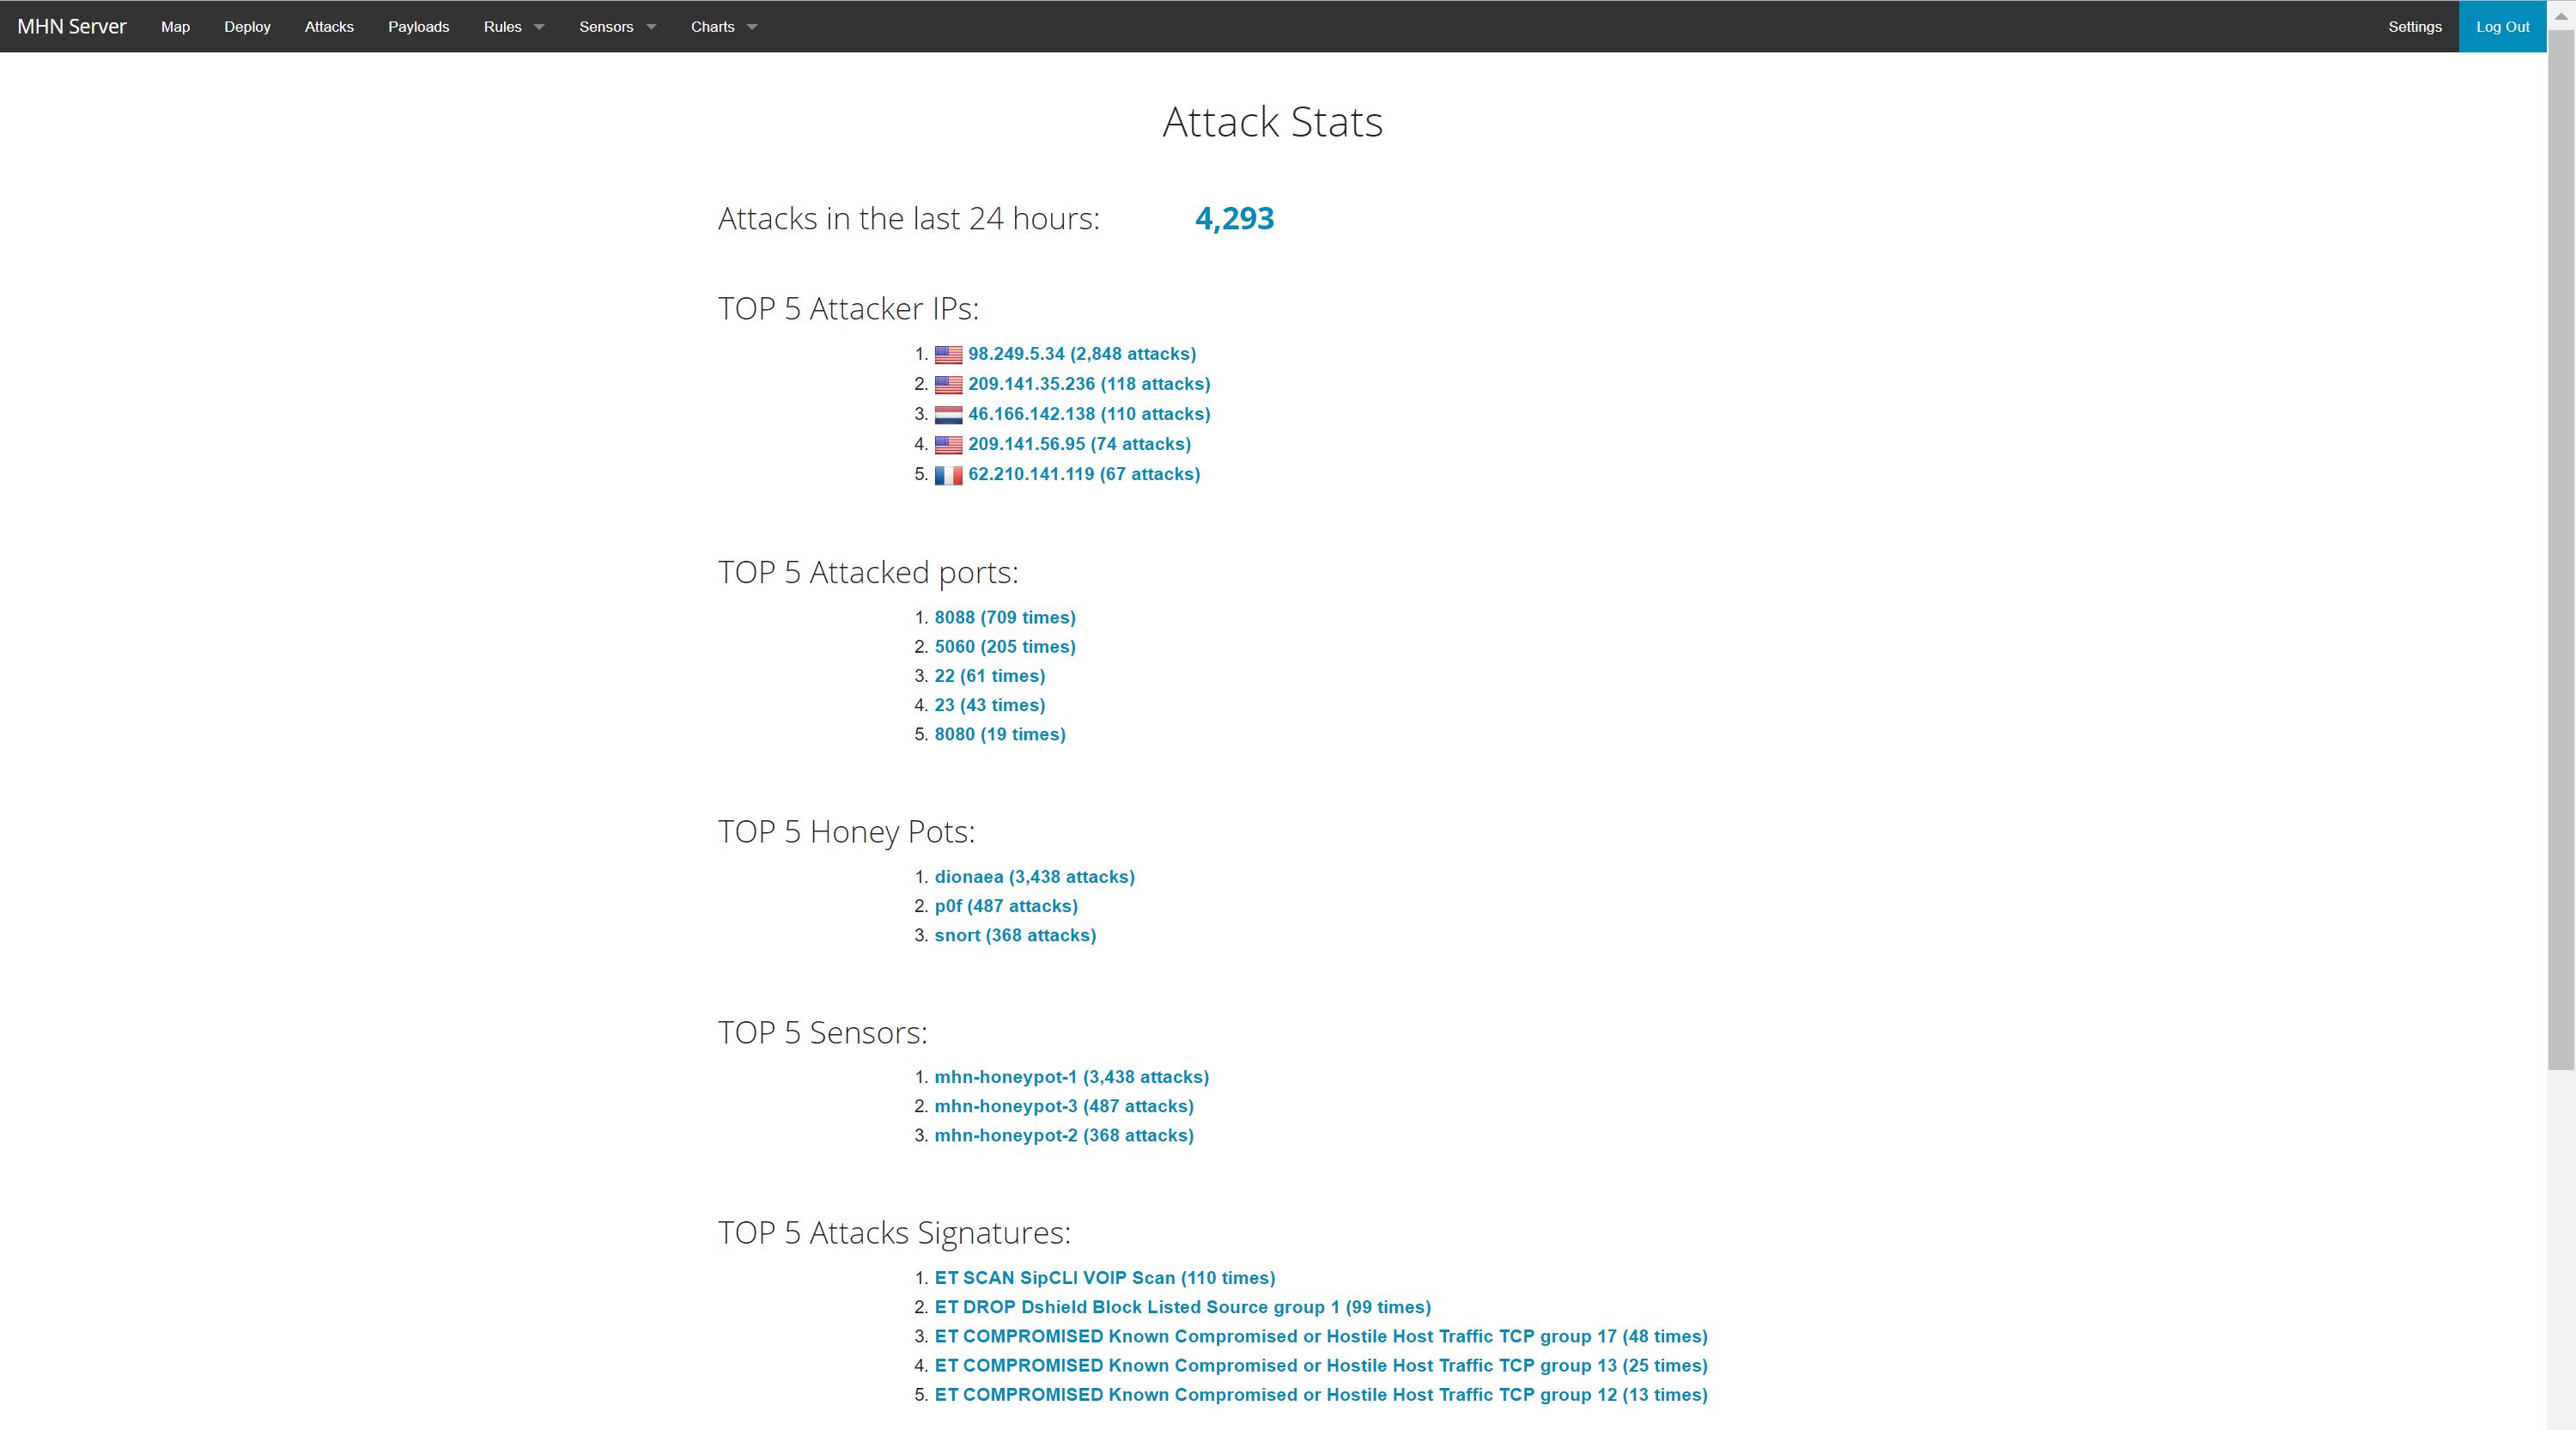 MHN Server Map Deploy Attacks Payloads Rules Sensors Charts Settings Log Out
Attack Stats
Attacks in the last 24 hours: 4,293
TOP 5 Attacker IPs:
1. 98.249.5.34 (2,848 attacks)
2. 209.141.35.236 (118 attacks)
3. 46.166.142.138 (110 attacks)
4. 209.141.56.95 (74 attacks)
5. 62.210.141.119 (67 attacks)
TOP 5 Attacked ports:
1. 8088 (709 times)
2. 5060 (205 times)
3. 22 (61 times)
4. 23 (43 times)
5. 8080 (19 times)
TOP 5 Honey Pots:
1. dionaea (3,438 attacks)
2. p0f (487 attacks)
3. snort (368 attacks)
TOP 5 Sensors:
1. mhn-honeypot-1 (3,438 attacks)
2. mhn-honeypot-3 (487 attacks)
3. mhn-honeypot-2 (368 attacks)
TOP 5 Attacks Signatures:
1. ET SCAN SipCLI VOIP Scan (110 times)
2. ET DROP Dshield Block Listed Source group 1 (99 times)
3. ET COMPROMISED Known Compromised or Hostile Host Traffic TCP group 17 (48 times)
4. ET COMPROMISED Known Compromised or Hostile Host Traffic TCP group 13 (25 times)
5. ET COMPROMISED Known Compromised or Hostile Host Traffic TCP group 12 (13 times)